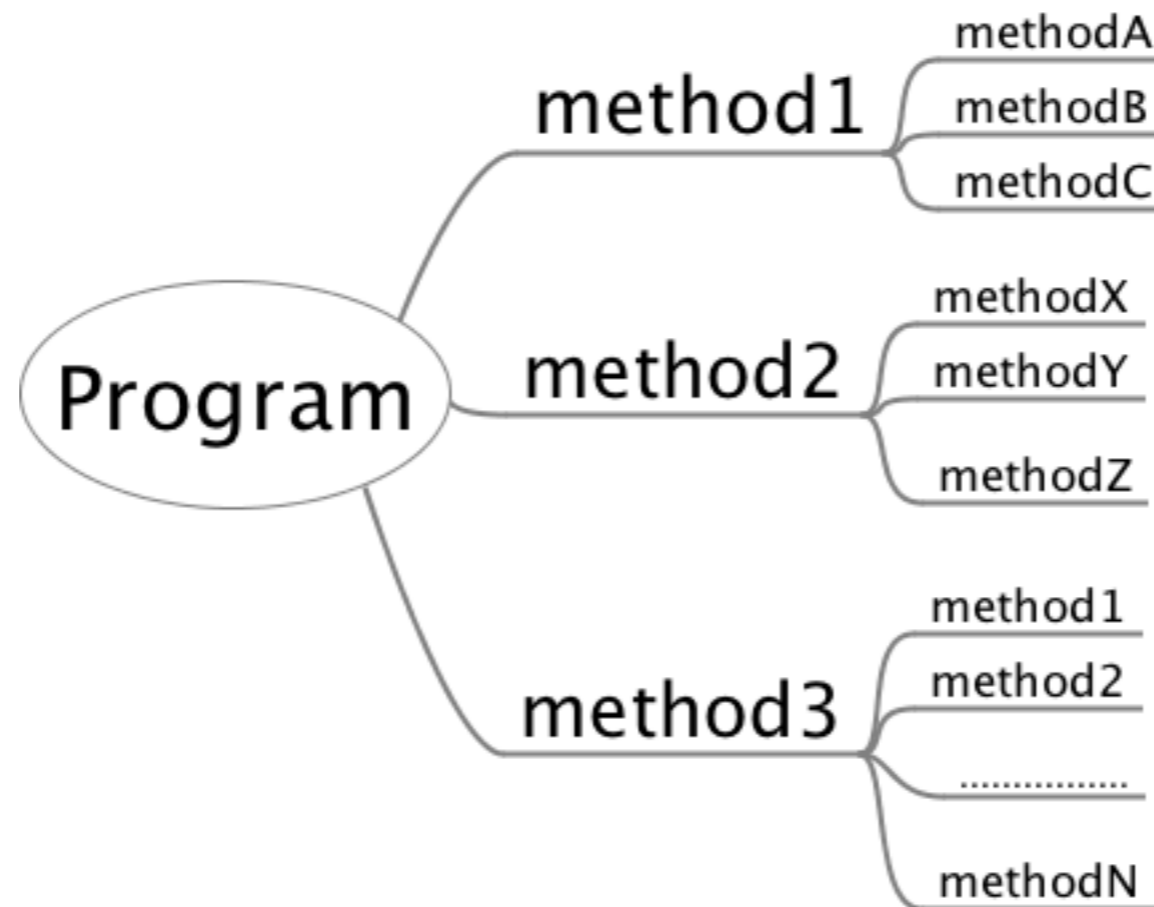 Program
method1
methodA
methodB
methodC
method2
methodX
methodY
methodZ
method3
method1
method2
................
methodN